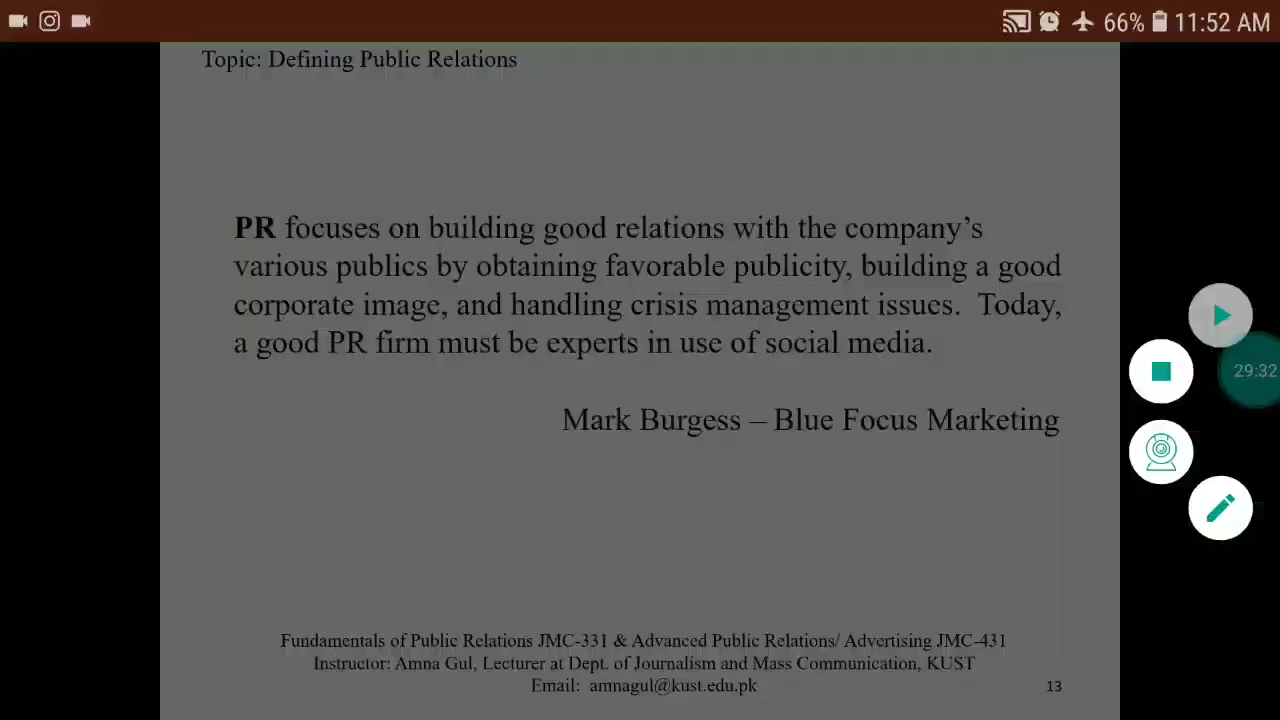 66% 11:52 AM
Topic: Defining Public Relations
PR focuses on building good relations with the company’s
various publics by obtaining favorable publicity, building a good
corporate image, and handling crisis management issues.  Today,
a good PR firm must be experts in use of social media.
29:32
Mark Burgess – Blue Focus Marketing
Fundamentals of Public Relations JMC-331 & Advanced Public Relations/ Advertising JMC-431
Instructor: Amna Gul, Lecturer at Dept. of Journalism and Mass Communication, KUST
Email:  amnagul@kust.edu.pk
13